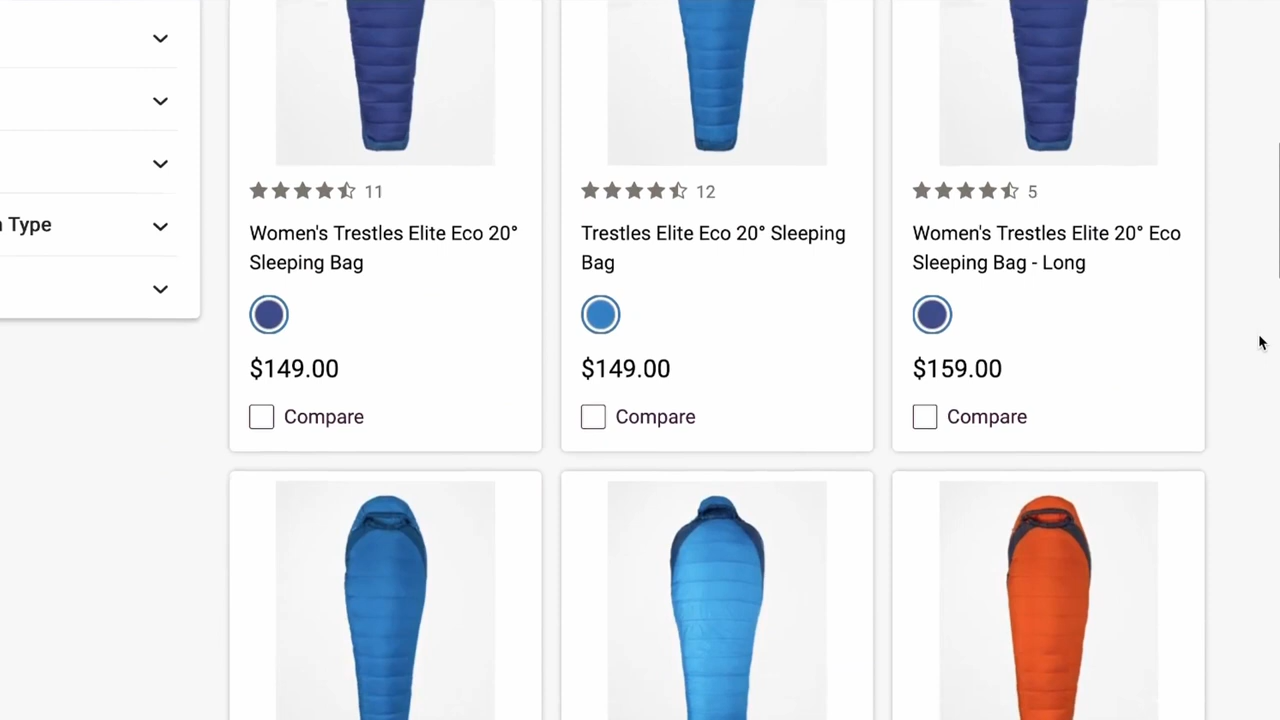 n Type
11
Women's Trestles Elite Eco 20°
Sleeping Bag
$149.00
Compare
12
Trestles Elite Eco 20° Sleeping
Bag
$149.00
Compare
5
Women's Trestles Elite 20° Eco
Sleeping Bag - Long
$159.00
Compare